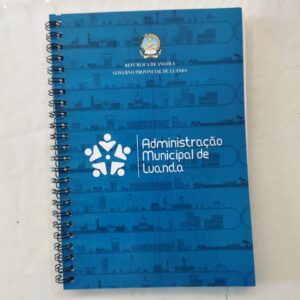 REPÚBLICA DE ANGOLA
GOVERNO PROVINCIAL DE LUANDA
Administração
Municipal de
Luanda